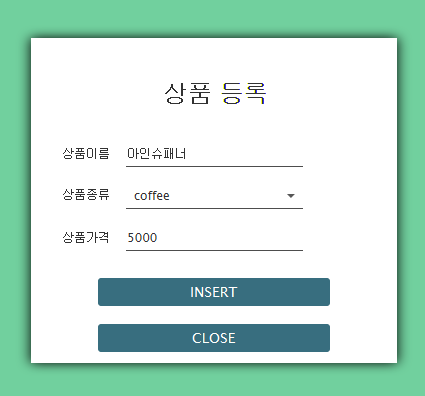 상품 등록
상품이름 아인슈패너
상품종류 coffee
상품가격 5000
INSERT
CLOSE